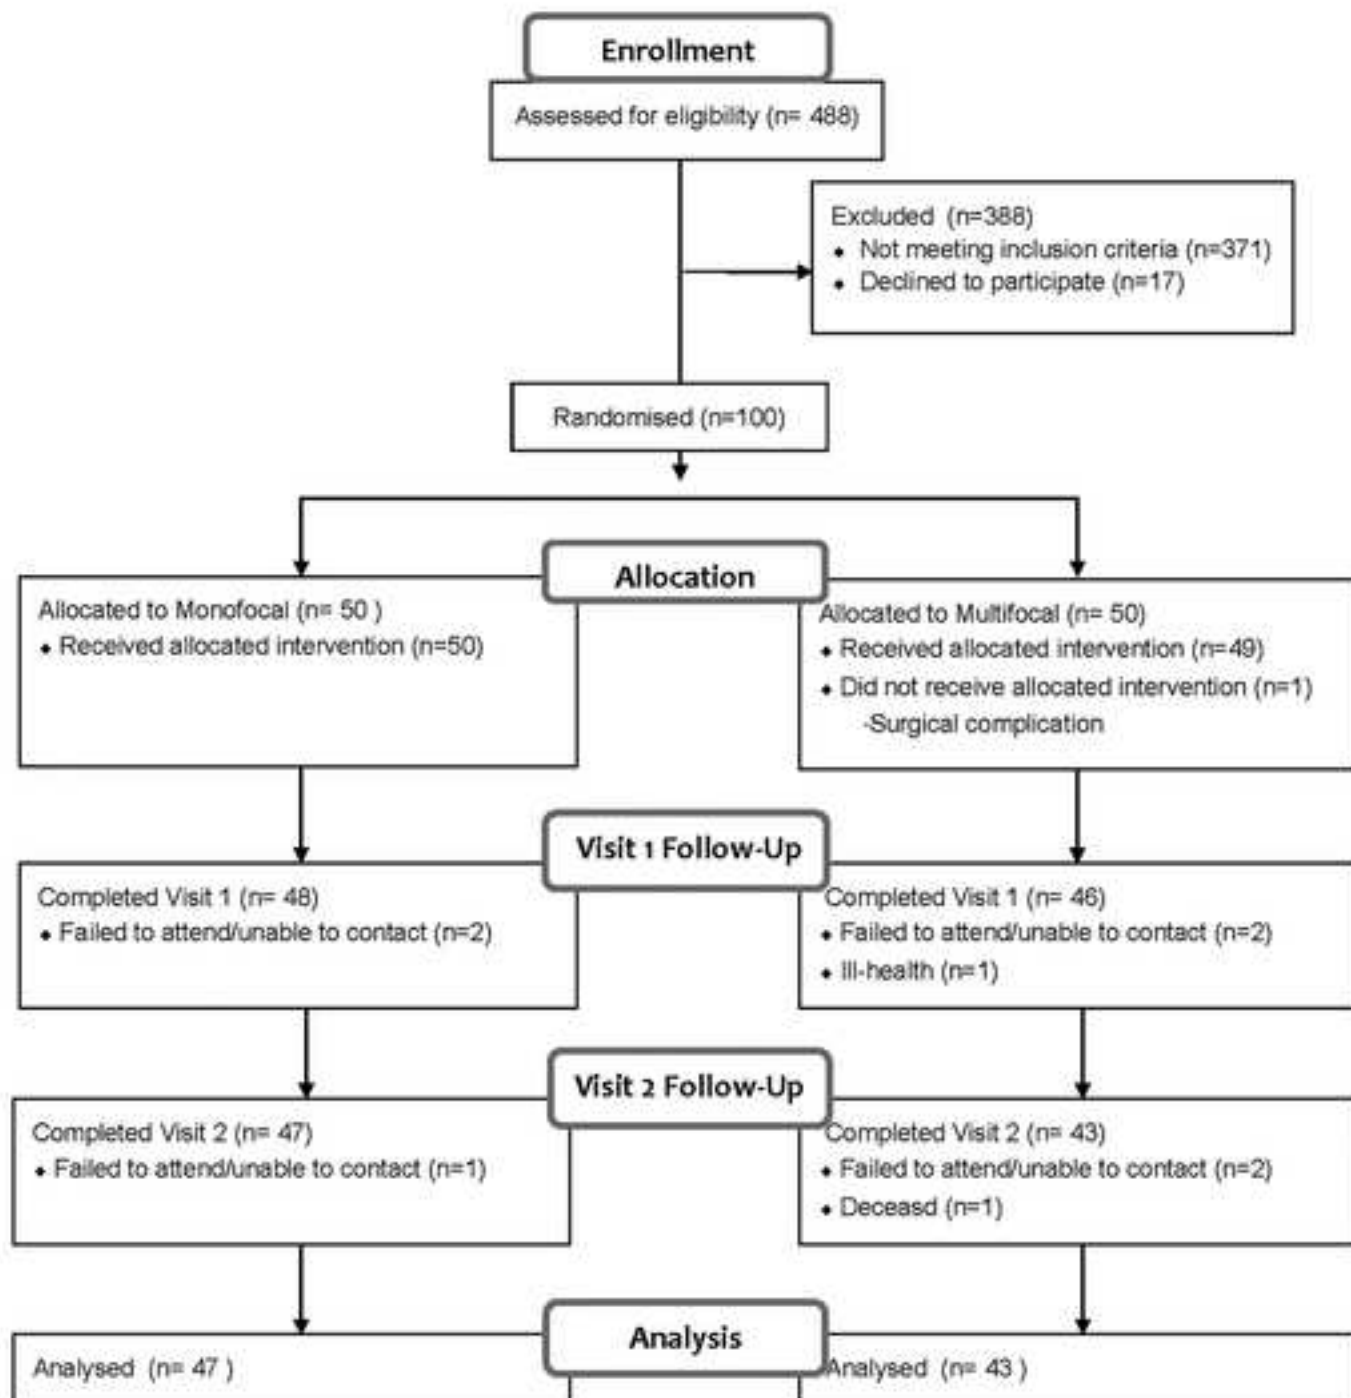 Enrollment
Assessed for eligibility (n= 488)
Excluded (n=388)
⬥ Not meeting inclusion criteria (n=371)
⬥ Declined to participate (n=17)
Randomised (n=100)
Allocation
Allocated to Monofocal (n= 50 )
⬥ Received allocated intervention (n=50)
Allocated to Multifocal (n= 50)
⬥ Received allocated intervention (n=49)
⬥ Did not receive allocated intervention (n=1)
-Surgical complication
Visit 1 Follow-Up
Completed Visit 1 (n= 48)
⬥ Failed to attend/unable to contact (n=2)
Completed Visit 1 (n= 46)
⬥ Failed to attend/unable to contact (n=2)
⬥ Ill-health (n=1)
Visit 2 Follow-Up
Completed Visit 2 (n= 47)
⬥ Failed to attend/unable to contact (n=1)
Completed Visit 2 (n= 43)
⬥ Failed to attend/unable to contact (n=2)
⬥ Deceasd (n=1)
Analysis
Analysed (n= 47 )
Analysed (n= 43 )